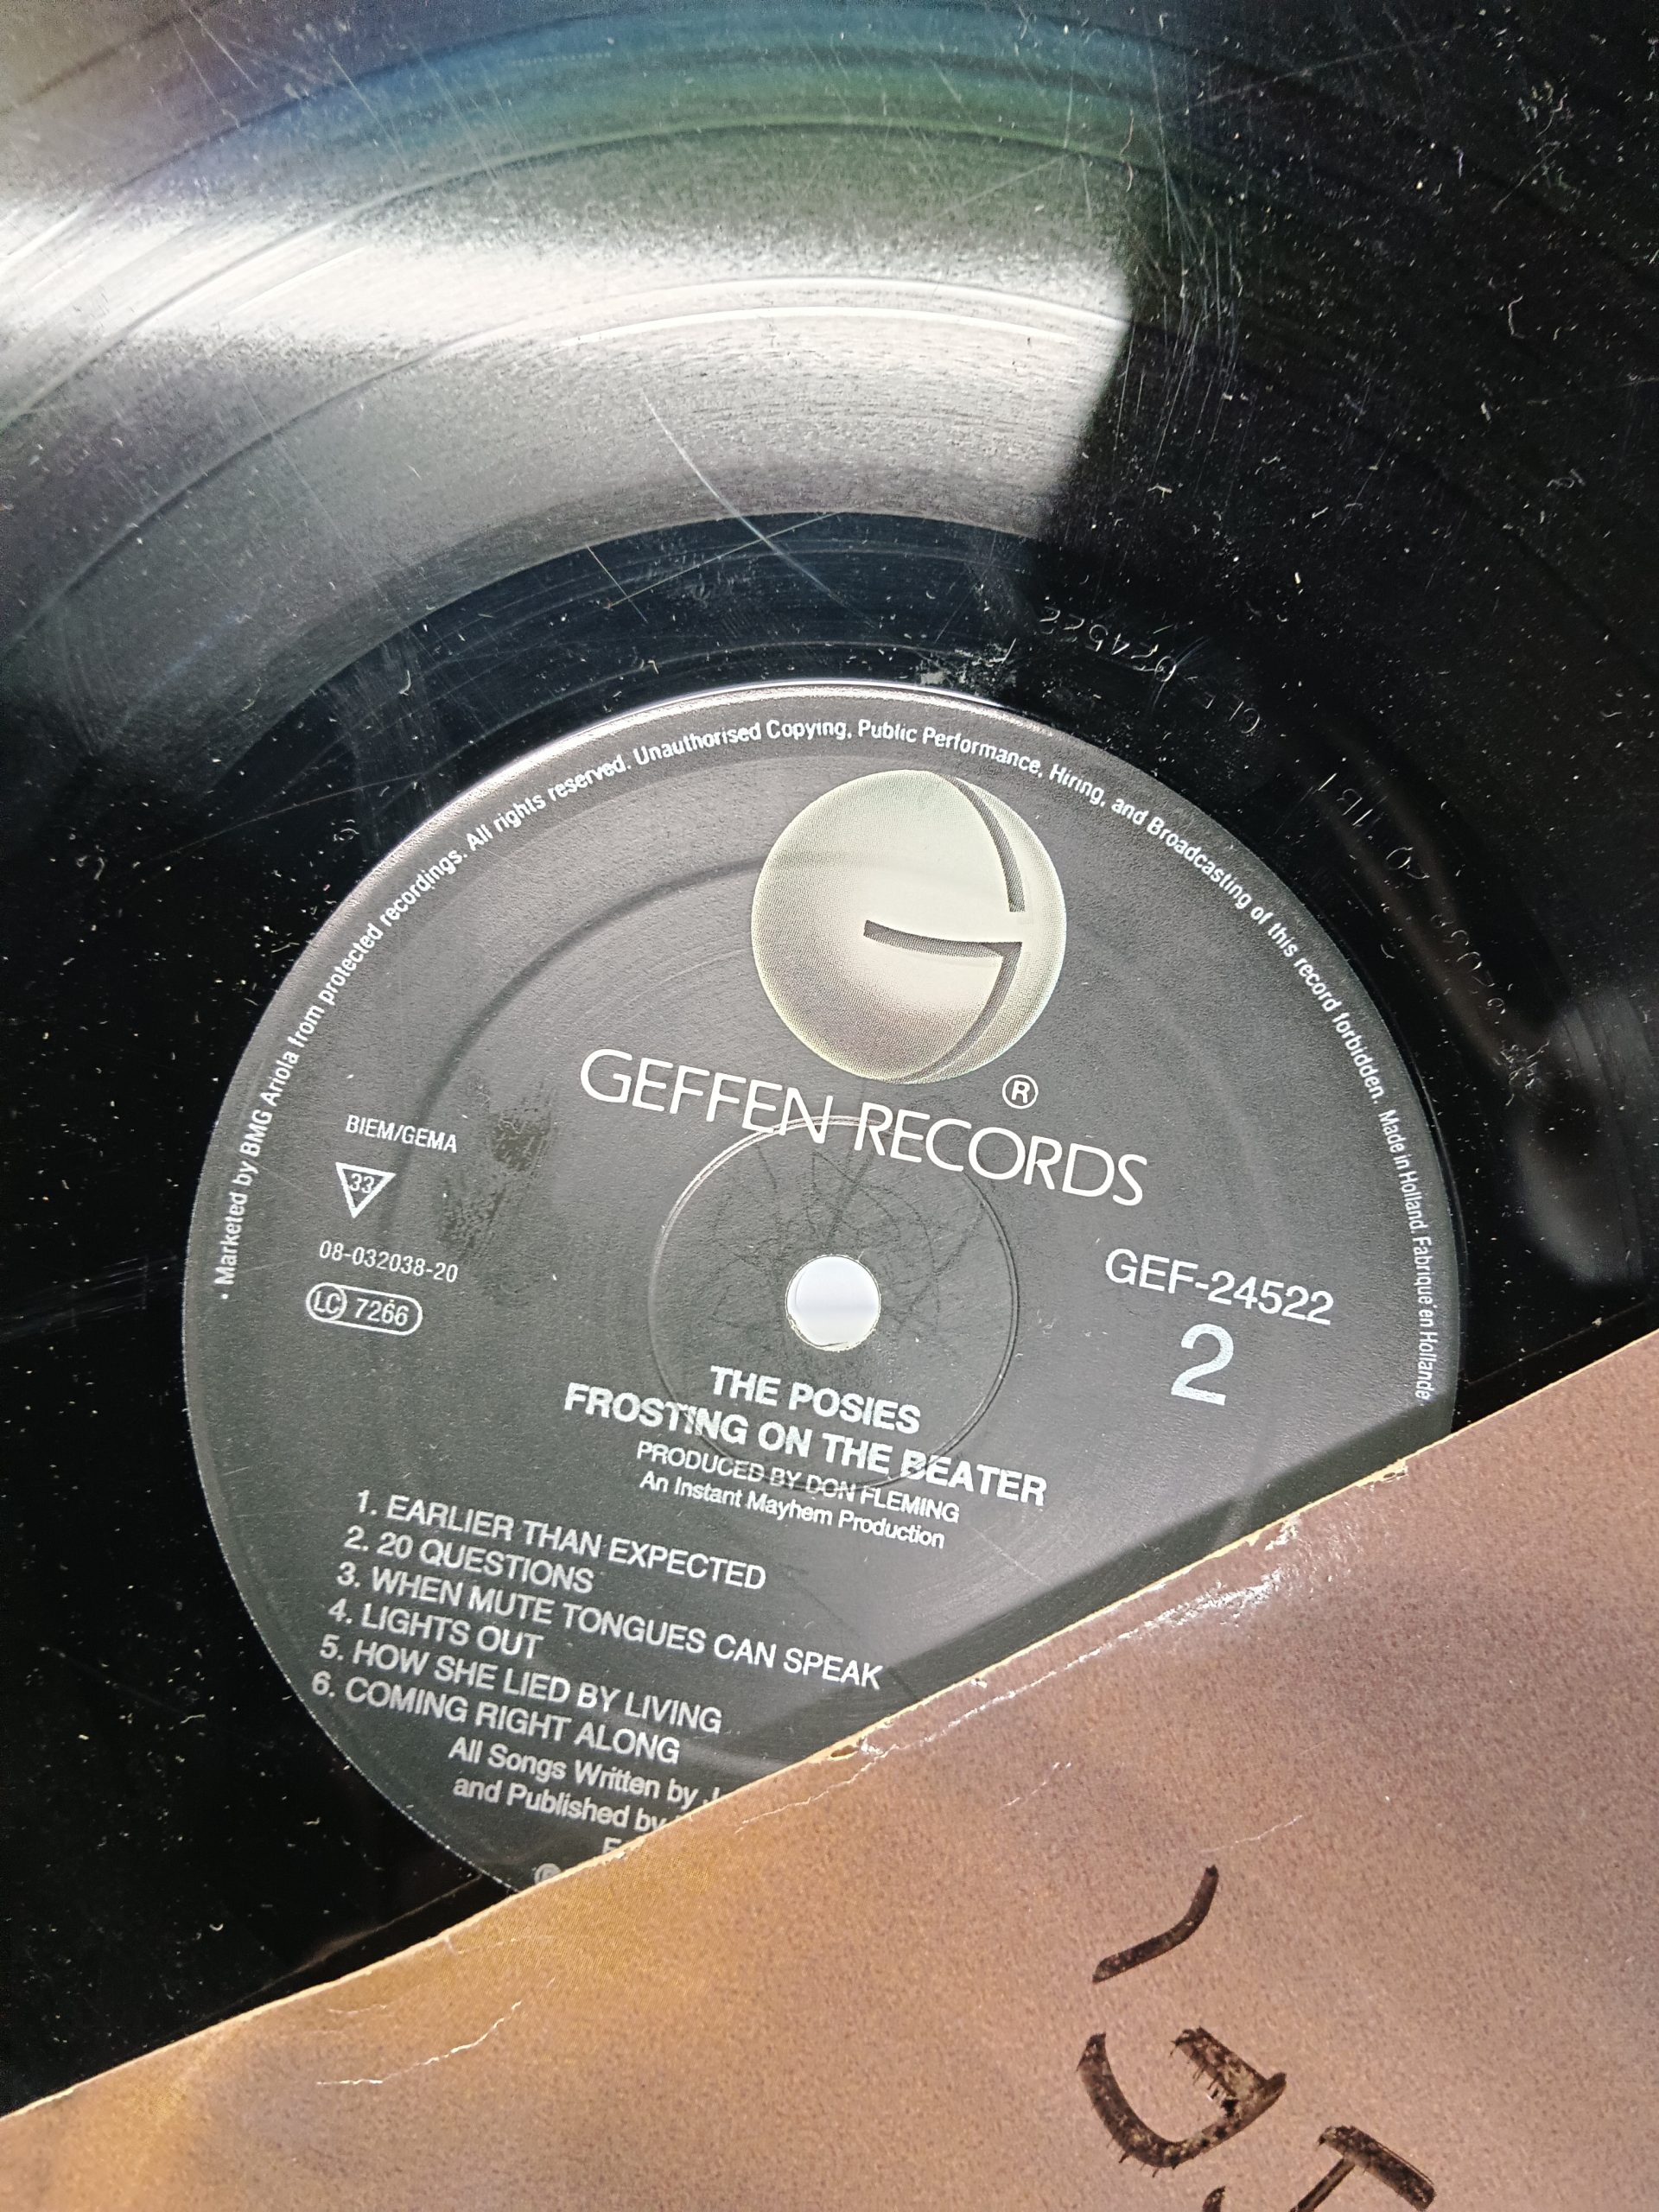 · Marketed by BMG Ariola from protected recordings. All rights reserved. Unauthorised Copying, Public Performance, Hiring, and Broadcasting of this record forbidden. Made in Holland. Fabriqué en Hollande
GEFFEN RECORDS ®
BIEM/GEMA
33
08-032038-20
LC 7266
GEF-24522
2
THE POSIES
FROSTING ON THE BEATER
PRODUCED BY DON FLEMING
An Instant Mayhem Production
1. EARLIER THAN EXPECTED
2. 20 QUESTIONS
3. WHEN MUTE TONGUES CAN SPEAK
4. LIGHTS OUT
5. HOW SHE LIED BY LIVING
6. COMING RIGHT ALONG
All Songs Written by
and Published by